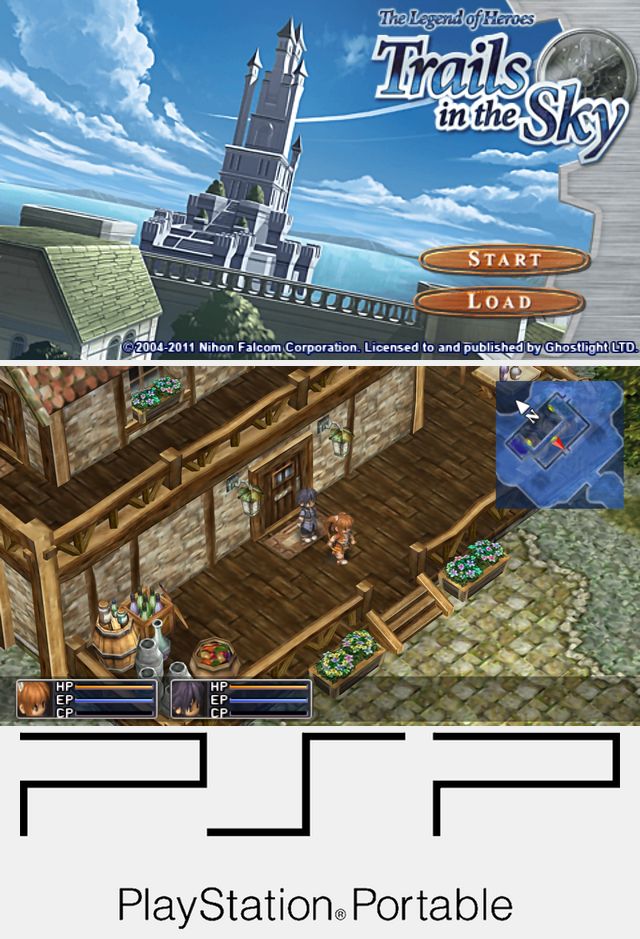 The Legend of Heroes
Trails
in the Sky
START
LOAD
©2004-2011 Nihon Falcom Corporation. Licensed to and published by Ghostlight LTD.
N
HP HP
EP EP
CP CP
PSP
PlayStation®Portable